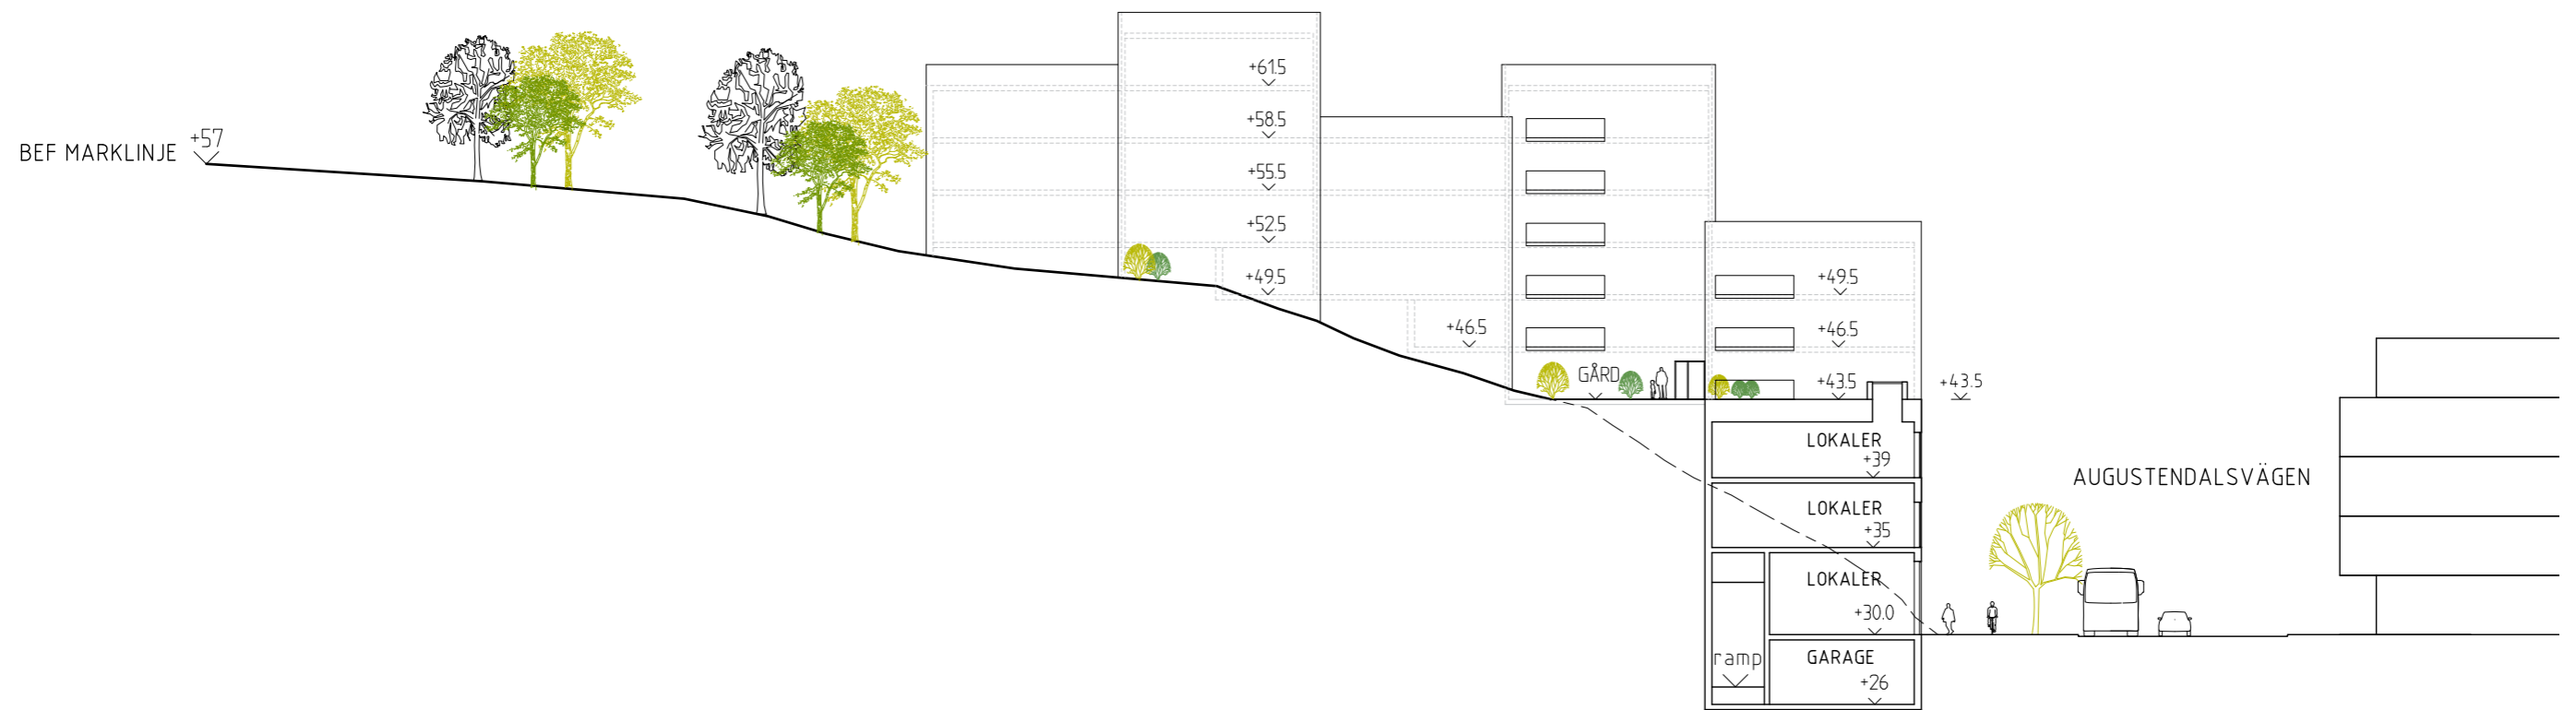 BEF MARKLINJE
+57
+61.5
+58.5
+55.5
+52.5
+49.5
+46.5
GÅRD
+49.5
+46.5
+43.5
+43.5
LOKALER
+39
LOKALER
+35
LOKALER
+30.0
ramp
GARAGE
+26
AUGUSTENDALSVÄGEN